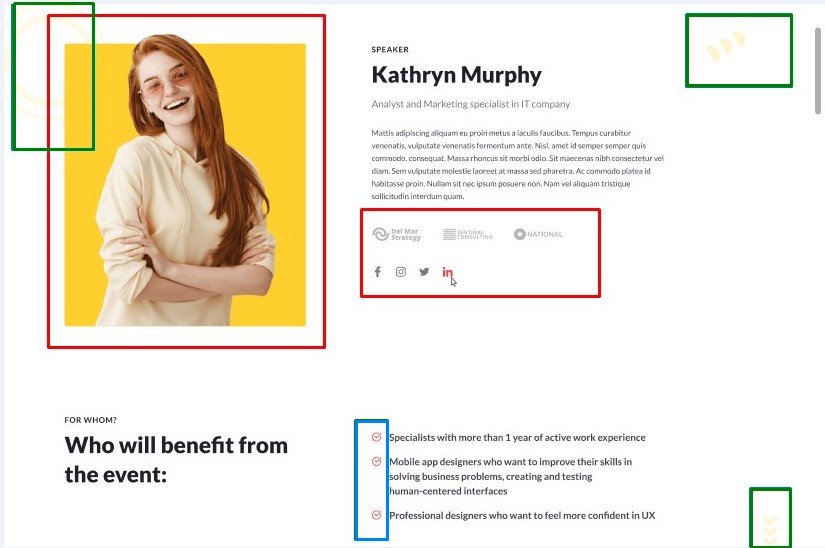 SPEAKER
Kathryn Murphy
Analyst and Marketing specialist in IT company
Mattis adipiscing aliquam eu proin metus a iaculis faucibus. Tempus curabitur
venenatis, vulputate venenatis fermentum ante. Nisl, amet id semper semper quis
commodo, consequat. Massa rhoncus sit morbi odio. Sit maecenas nibh consectetur vel
diam. Sem vulputate molestie laoreet at massa sed pharetra. Ac commodo platea id
habitasse proin. Nullam sit nec ipsum posuere non. Nam vel aliquam tristique
sollicitudin interdum quam.
Del Mar
Strategy
SENTINAL
CONSULTING
NATIONAL
FOR WHOM?
Who will benefit from
the event:
Specialists with more than 1 year of active work experience
Mobile app designers who want to improve their skills in
solving business problems, creating and testing
human-centered interfaces
Professional designers who want to feel more confident in UX